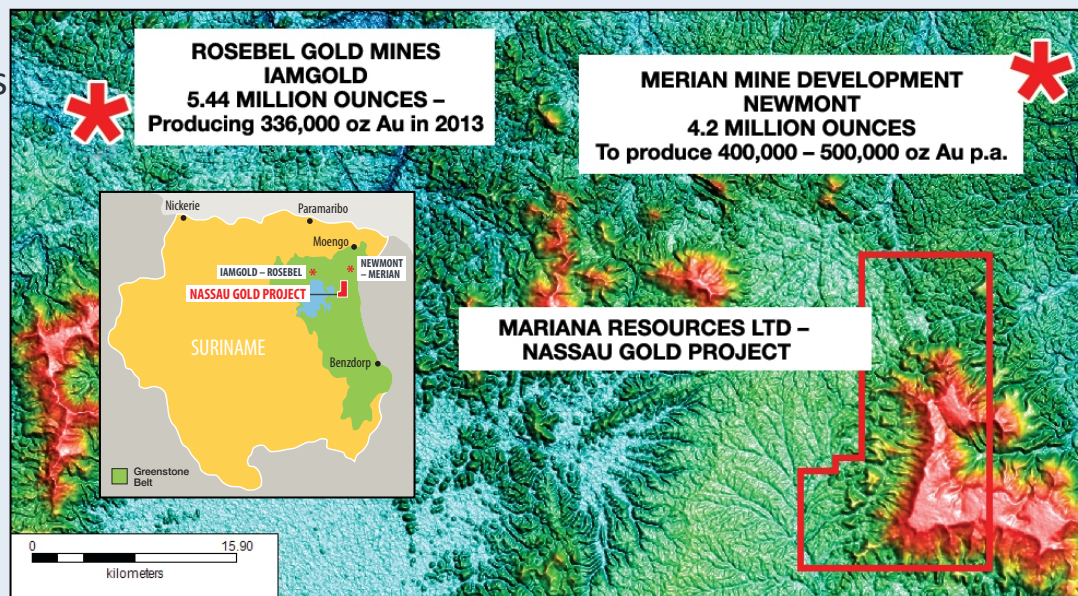 s
ROSEBEL GOLD MINES
IAMGOLD
5.44 MILLION OUNCES –
Producing 336,000 oz Au in 2013
MERIAN MINE DEVELOPMENT
NEWMONT
4.2 MILLION OUNCES
To produce 400,000 – 500,000 oz Au p.a.
Nickerie
Paramaribo
Moengo
IAMGOLD – ROSEBEL
NEWMONT
– MERIAN
NASSAU GOLD PROJECT
SURINAME
Benzdorp
Greenstone
Belt
MARIANA RESOURCES LTD –
NASSAU GOLD PROJECT
0 15.90
kilometers